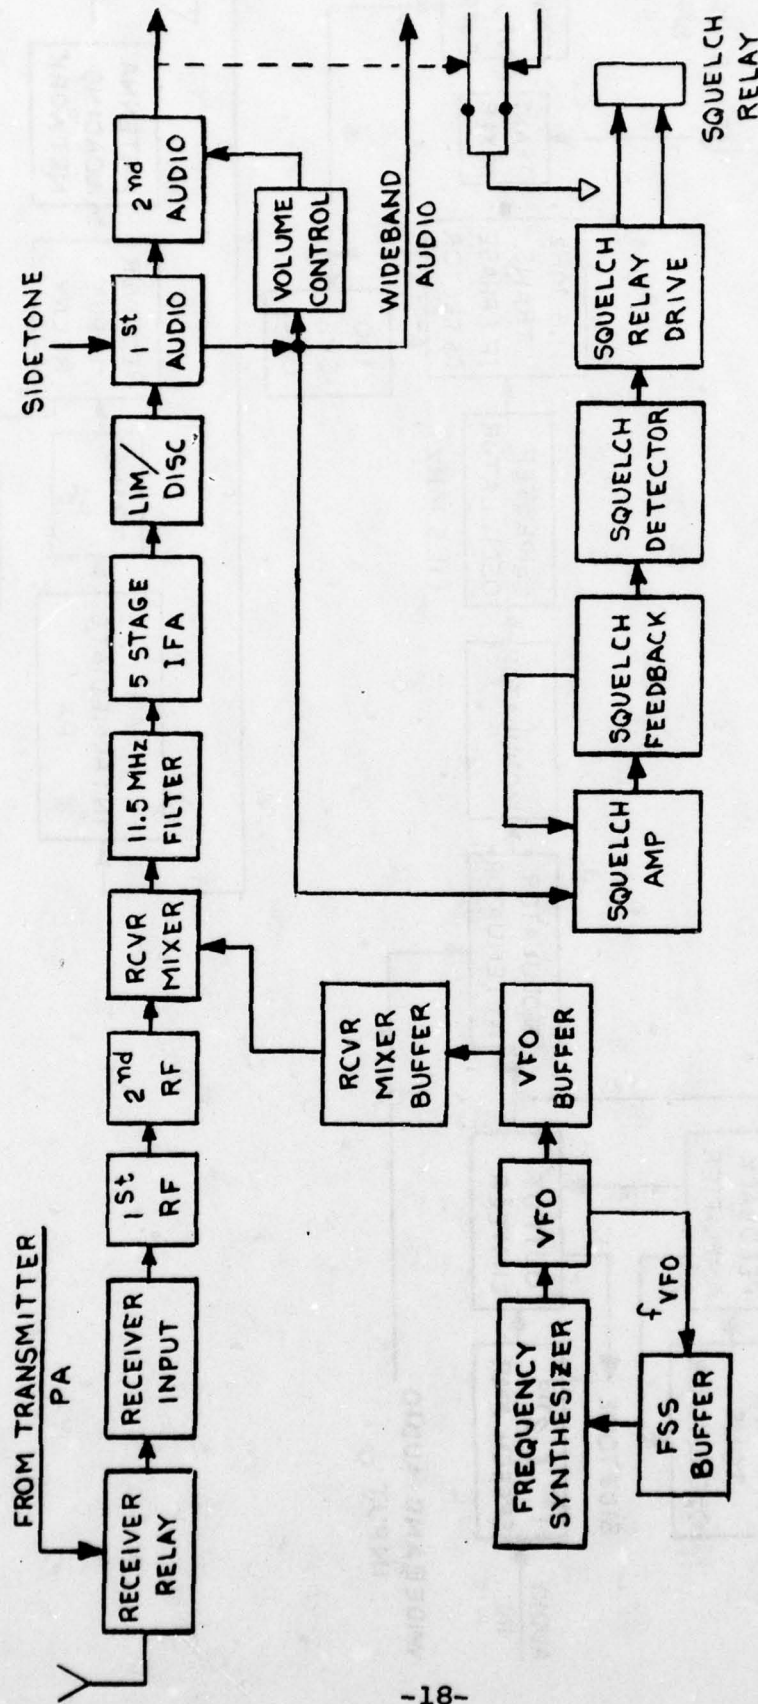 FROM TRANSMITTER
PA
RECEIVER
RELAY
RECEIVER
INPUT
1st
RF
2nd
RF
RCVR
MIXER
11.5 MHz
FILTER
5 STAGE
IFA
LIM/
DISC
SIDETONE
1st
AUDIO
2nd
AUDIO
VOLUME
CONTROL
WIDEBAND
AUDIO
RCVR
MIXER
BUFFER
VFO
BUFFER
VFO
FREQUENCY
SYNTHESIZER
fVFO
FSS
BUFFER
SQUELCH
AMP
SQUELCH
FEEDBACK
SQUELCH
DETECTOR
SQUELCH
RELAY
DRIVE
SQUELCH
RELAY
-18-